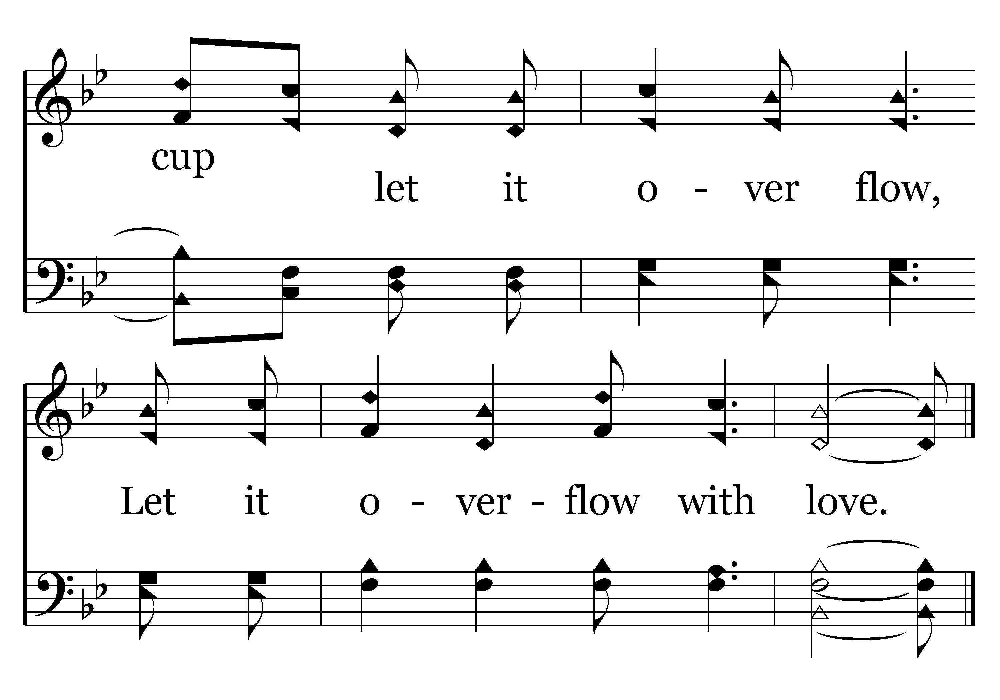 cup
let it o - ver flow,
Let it o - ver - flow with love.